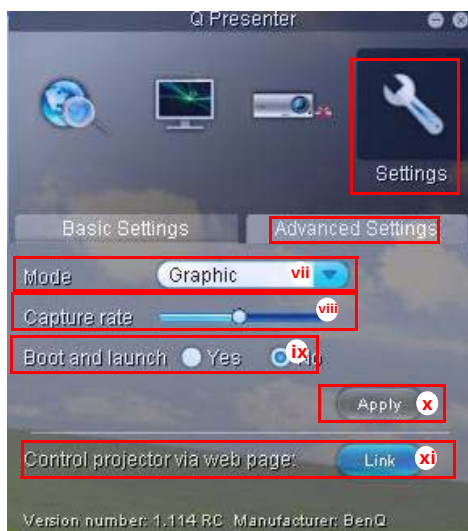 Q Presenter
Settings
Basic Settings Advanced Settings
Mode Graphic vii
Capture rate viii
Boot and launch Yes ix No
Apply x
Control projector via web page: Link xi
Version number: 1.114 RC Manufacturer: BenQ